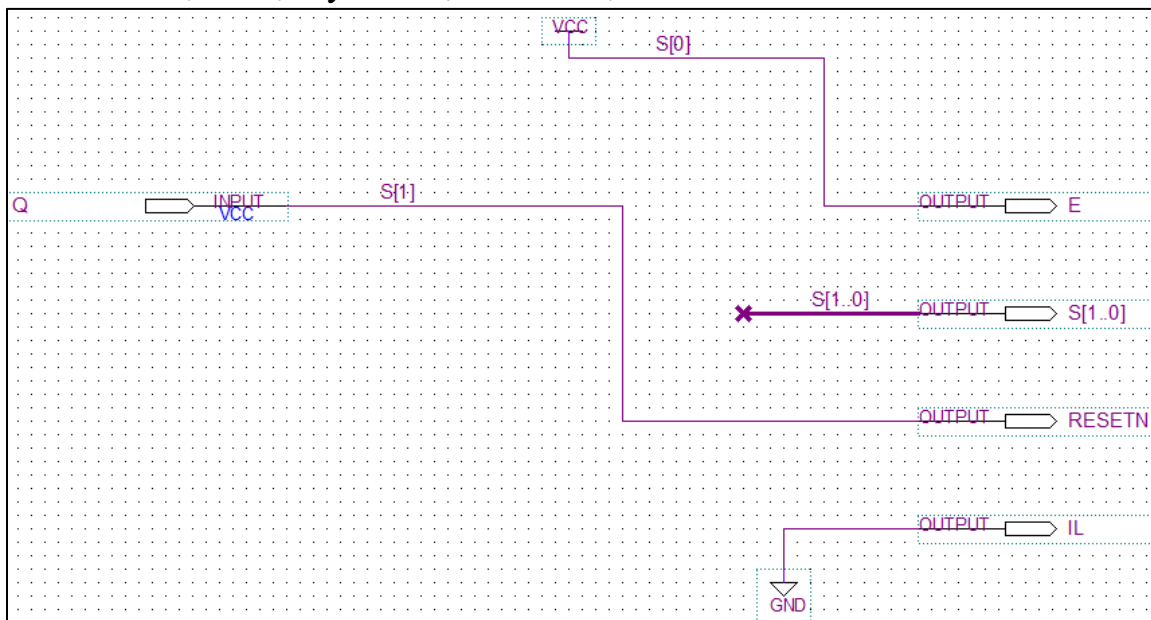 VCC
S[0]
S[1]
Q
INPUT
VCC
OUTPUT
E
S[1..0]
OUTPUT
S[1..0]
OUTPUT
RESETN
OUTPUT
IL
GND